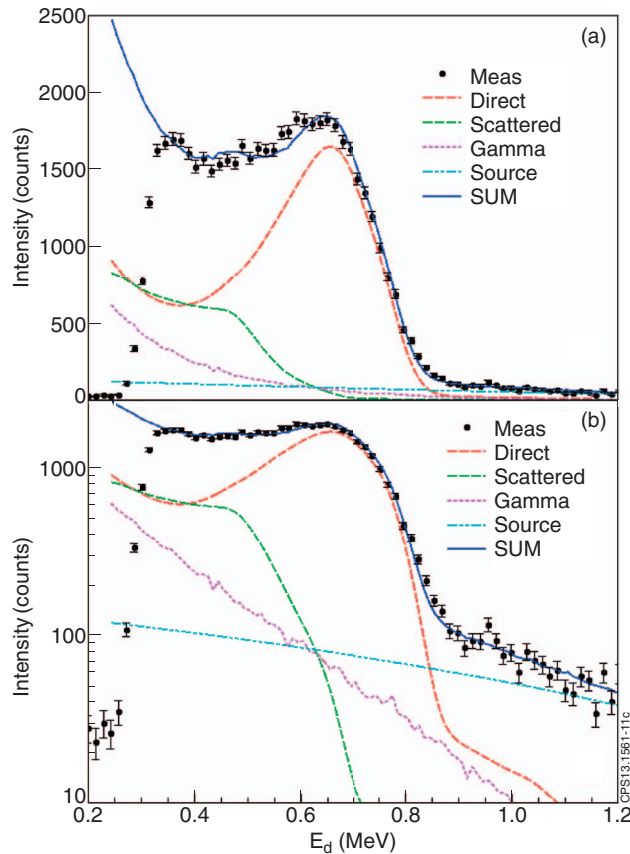 2500
(a)
Meas
Direct
Scattered
Gamma
Source
SUM
2000
1500
1000
500
0
Intensity (counts)
(b)
Meas
Direct
Scattered
Gamma
Source
SUM
1000
100
10
Intensity (counts)
0.2 0.4 0.6 0.8 1.0 1.2
E_d (MeV)
CPS13.1561-11c